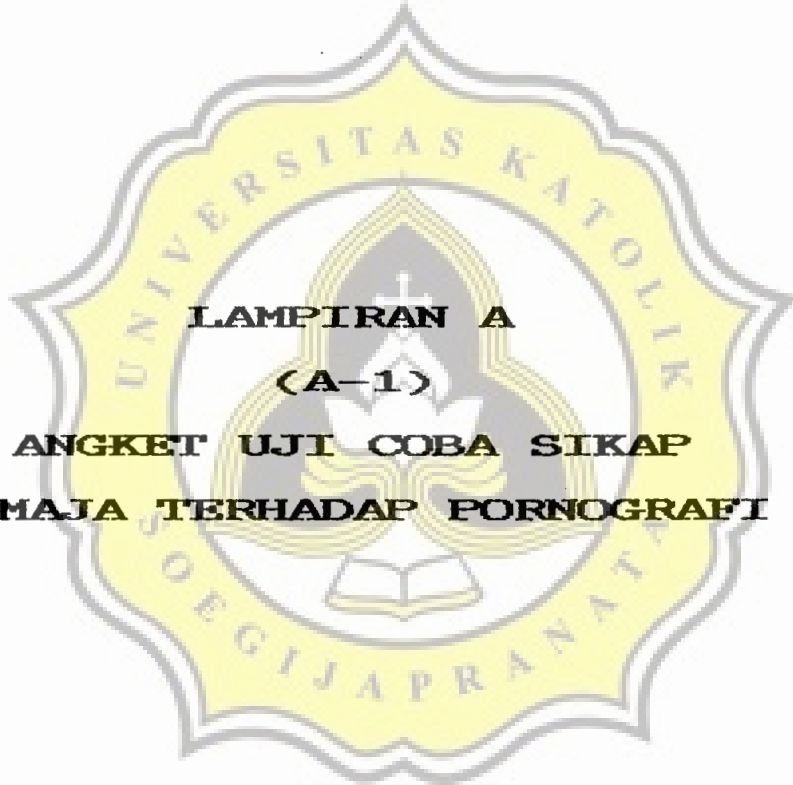 LAMPIRAN A
(A-1)
ANGKET UJI COBA SIKAP
MAJA TERHADAP PORNOGRAFI
UNIVERSITAS KATOLIK
SOEGIJAPRANATA